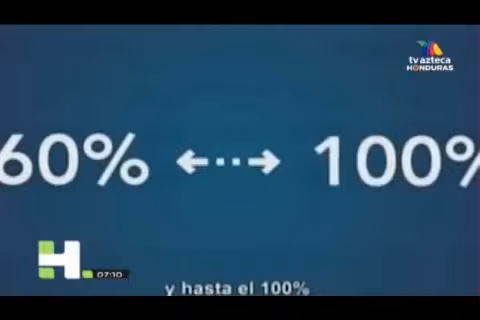 tv azteca
HONDURAS
60% 100%
H
07:10
y hasta el 100%